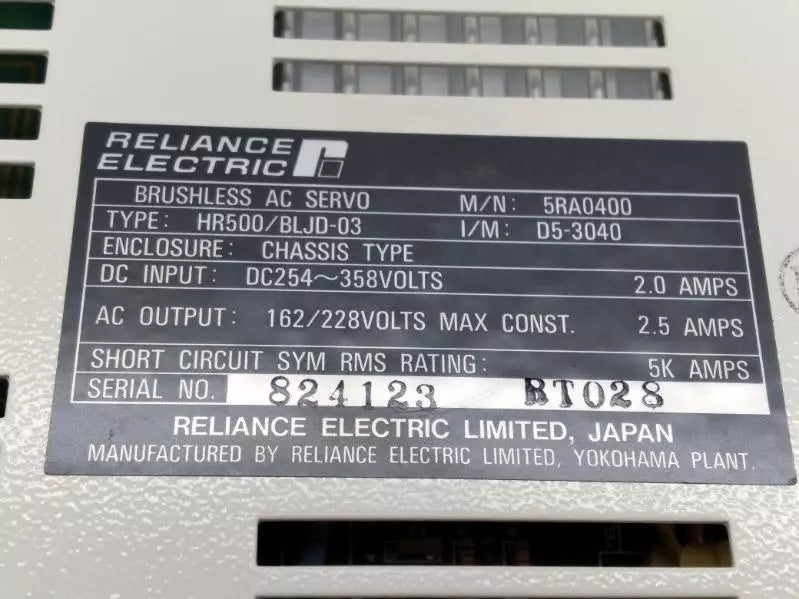 RELIANCE
ELECTRIC
BRUSHLESS AC SERVO M/N: 5RA0400
TYPE: HR500/BLJD-03 I/M: D5-3040
ENCLOSURE: CHASSIS TYPE
DC INPUT: DC254～358VOLTS 2.0 AMPS
AC OUTPUT: 162/228VOLTS MAX CONST. 2.5 AMPS
SHORT CIRCUIT SYM RMS RATING: 5K AMPS
SERIAL NO. 824123 RT028
RELIANCE ELECTRIC LIMITED, JAPAN
MANUFACTURED BY RELIANCE ELECTRIC LIMITED, YOKOHAMA PLANT.